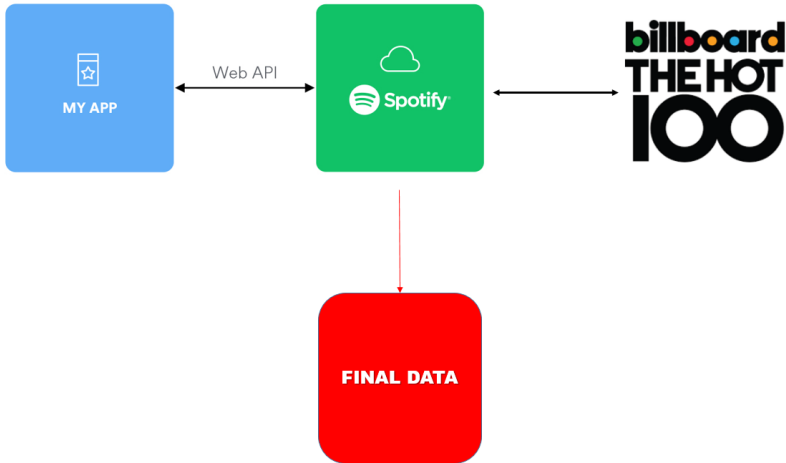 MY APP
Web API
Spotify®
billboard
THE HOT
100
FINAL DATA